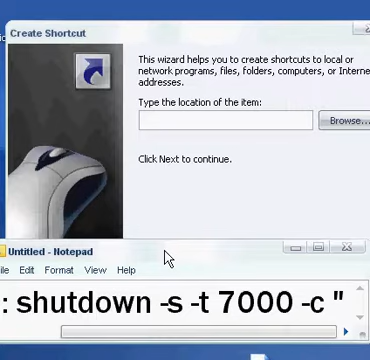 Create Shortcut
This wizard helps you to create shortcuts to local or
network programs, files, folders, computers, or Interne
addresses.
Type the location of the item:
Browse...
Click Next to continue.
Untitled - Notepad
ile Edit Format View Help
: shutdown -s -t 7000 -c "